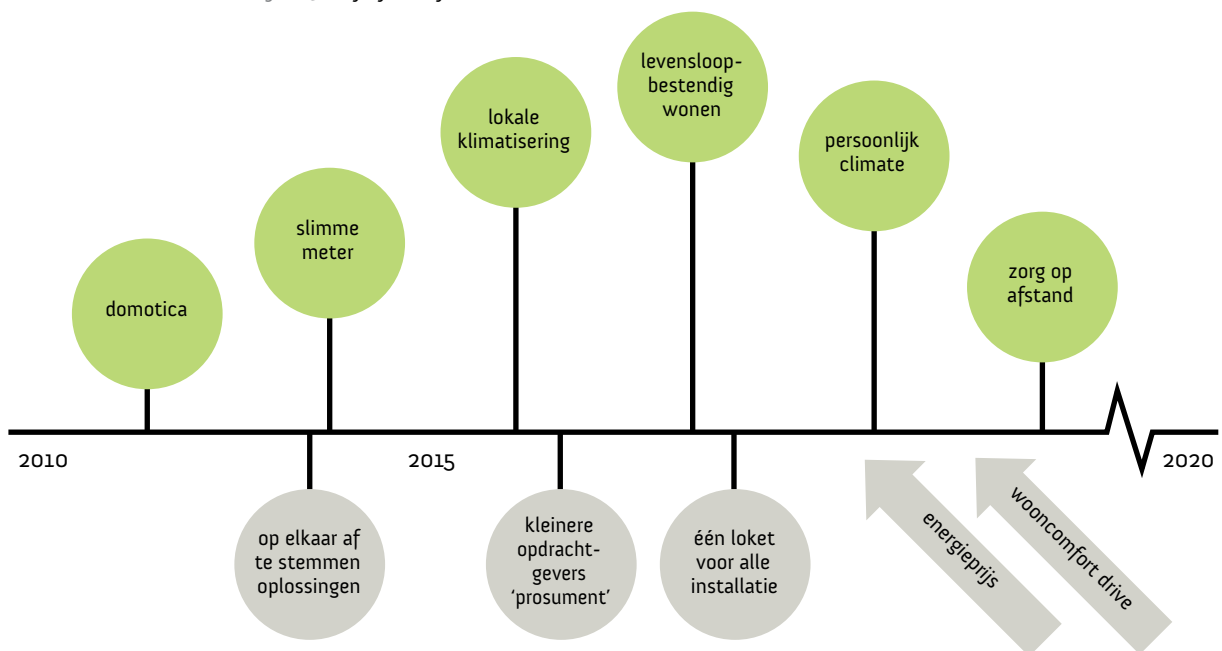 domotica
slimme
meter
lokale
klimatisering
levensloop-
bestendig
wonen
persoonlijk
climate
zorg op
afstand
2010
2015
2020
op elkaar af
te stemmen
oplossingen
kleinere
opdracht-
gevers
‘prosument’
één loket
voor alle
installatie
energieprijs
wooncomfort drive